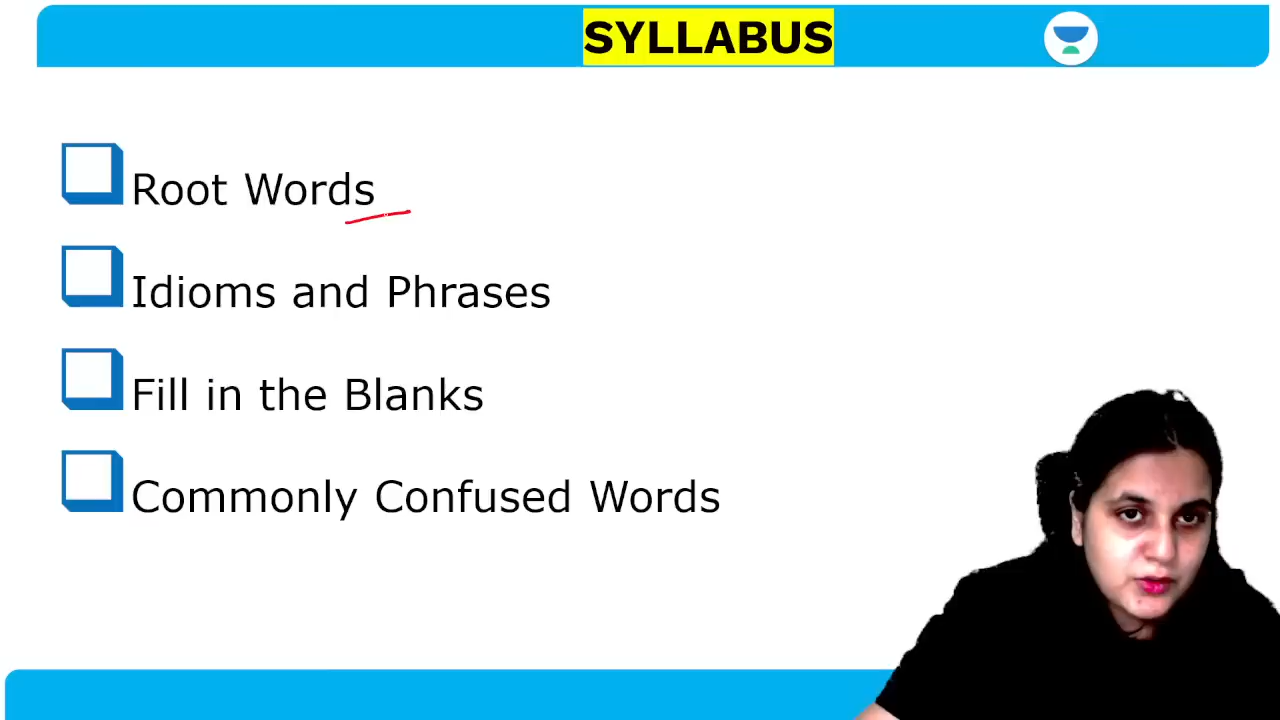 SYLLABUS
Root Words
Idioms and Phrases
Fill in the Blanks
Commonly Confused Words